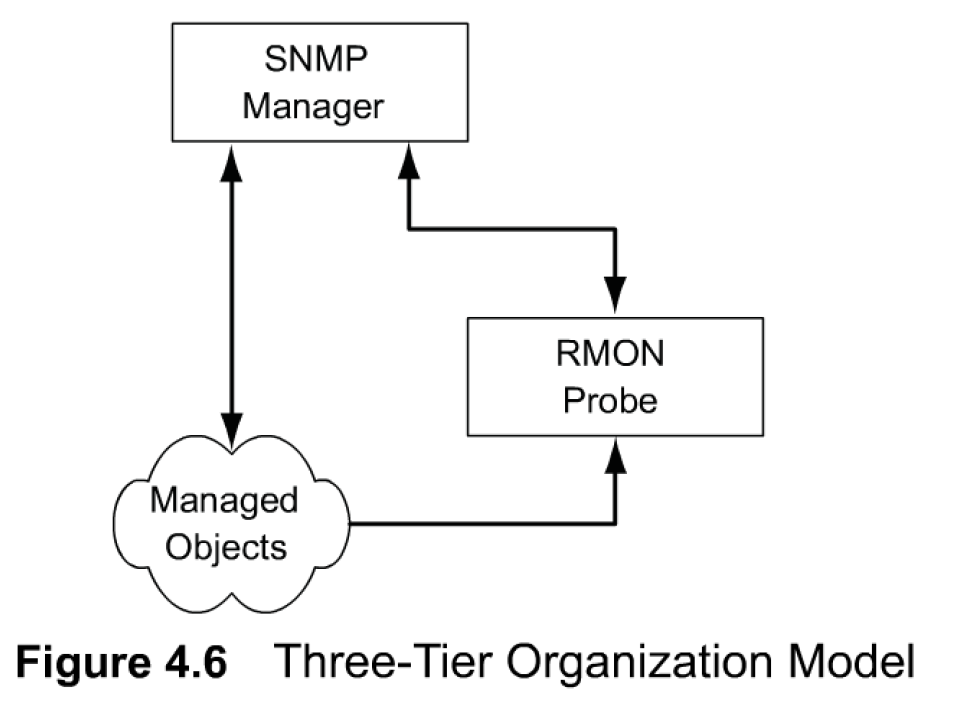 SNMP
Manager
RMON
Probe
Managed
Objects
Figure 4.6 Three-Tier Organization Model